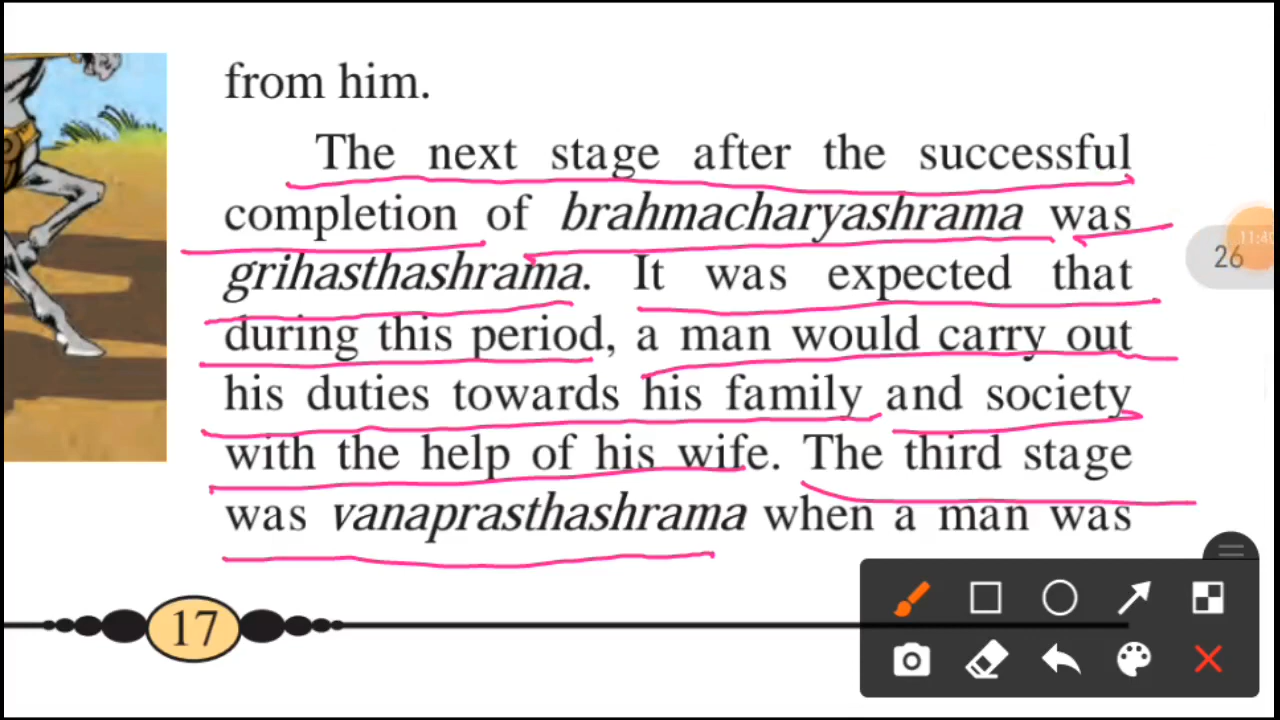 from him.
The next stage after the successful
completion of brahmacharyashrama was
grihasthashrama. It was expected that
during this period, a man would carry out
his duties towards his family and society
with the help of his wife. The third stage
was vanaprasthashrama when a man was
17
26